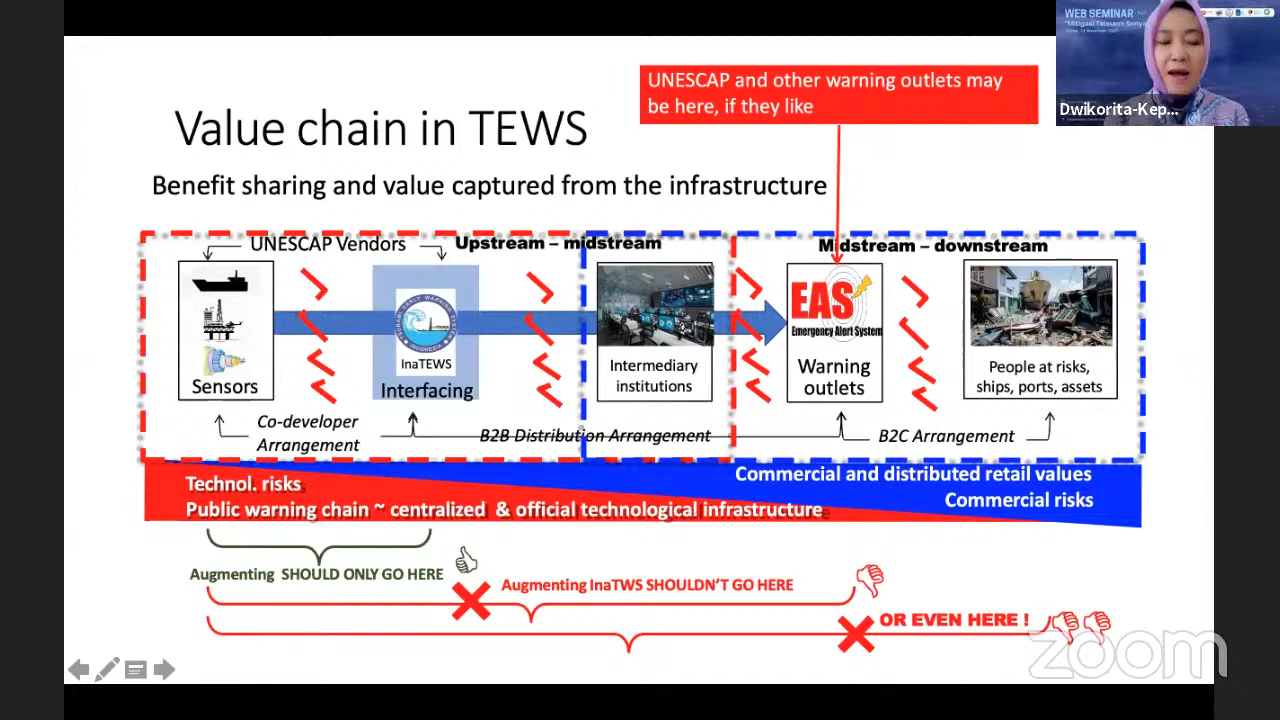 WEB SEMINAR
"Mitigasi Tsunami Senya
Dwikorita-Kep...
UNESCAP and other warning outlets may
be here, if they like
Value chain in TEWS
Benefit sharing and value captured from the infrastructure
UNESCAP Vendors
Upstream – midstream
Midstream – downstream
Sensors
InaTEWS
Interfacing
Intermediary
institutions
EAS
Emergency Alert System
Warning
outlets
People at risks,
ships, ports, assets
Co-developer
Arrangement
B2B Distribution Arrangement
B2C Arrangement
Commercial and distributed retail values
Commercial risks
Technol. risks
Public warning chain ~ centralized & official technological infrastructure
Augmenting SHOULD ONLY GO HERE
Augmenting InaTWS SHOULDN'T GO HERE
OR EVEN HERE !
zoom